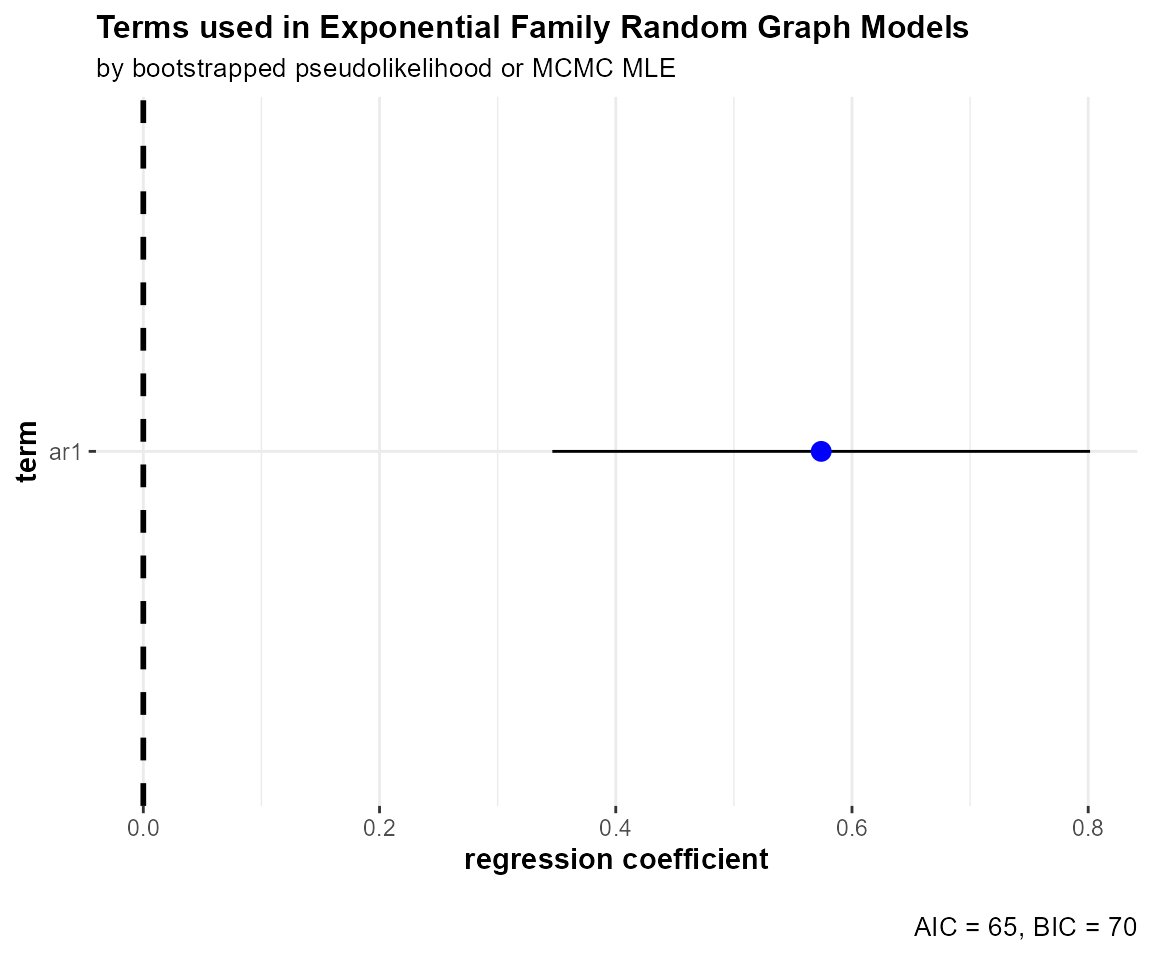 Terms used in Exponential Family Random Graph Models
by bootstrapped pseudolikelihood or MCMC MLE
term
ar1
0.0 0.2 0.4 0.6 0.8
regression coefficient
AIC = 65, BIC = 70